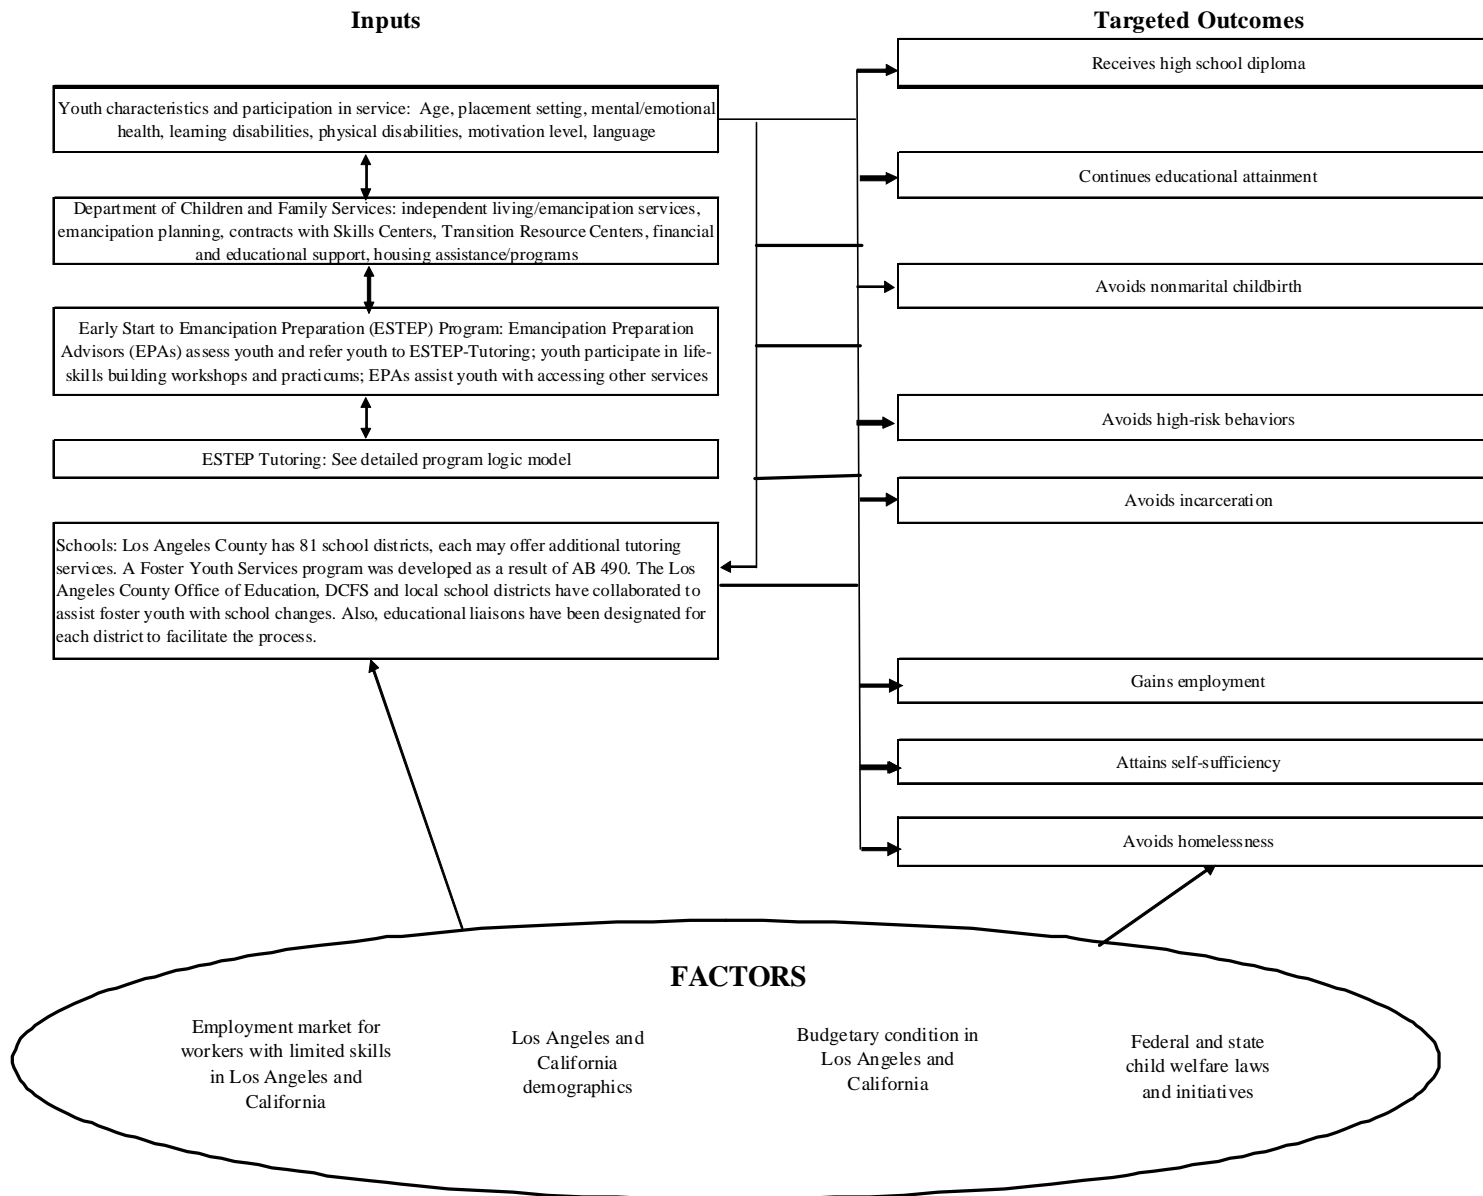 Inputs
Youth characteristics and participation in service: Age, placement setting, mental/emotional
health, learning disabilities, physical disabilities, motivation level, language
Department of Children and Family Services: independent living/emancipation services,
emancipation planning, contracts with Skills Centers, Transition Resource Centers, financial
and educational support, housing assistance/programs
Early Start to Emancipation Preparation (ESTEP) Program: Emancipation Preparation
Advisors (EPAs) assess youth and refer youth to ESTEP-Tutoring; youth participate in life-
skills building workshops and practicums; EPAs assist youth with accessing other services
ESTEP Tutoring: See detailed program logic model
Schools: Los Angeles County has 81 school districts, each may offer additional tutoring
services. A Foster Youth Services program was developed as a result of AB 490. The Los
Angeles County Office of Education, DCFS and local school districts have collaborated to
assist foster youth with school changes. Also, educational liaisons have been designated for
each district to facilitate the process.
Targeted Outcomes
Receives high school diploma
Continues educational attainment
Avoids nonmarital childbirth
Avoids high-risk behaviors
Avoids incarceration
Gains employment
Attains self-sufficiency
Avoids homelessness
FACTORS
Employment market for
workers with limited skills
in Los Angeles and
California
Los Angeles and
California
demographics
Budgetary condition in
Los Angeles and
California
Federal and state
child welfare laws
and initiatives